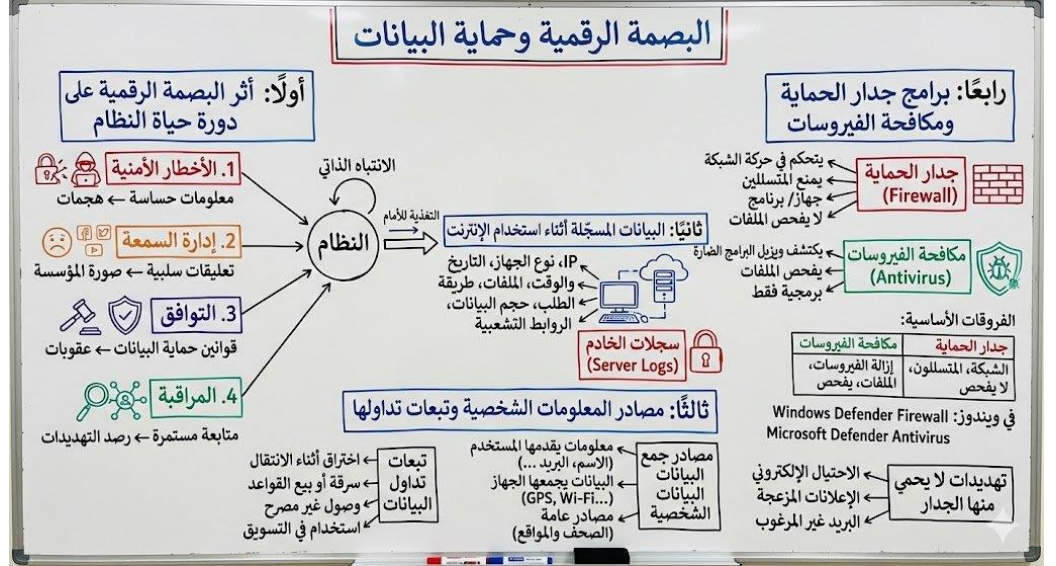 البصمة الرقمية وحماية البيانات
أولًا: أثر البصمة الرقمية على
دورة حياة النظام
1. الأخطار الأمنية
معلومات حساسة ← هجمات
2. إدارة السمعة
تعليقات سلبية ← صورة المؤسسة
3. التوافق
قوانين حماية البيانات ← عقوبات
4. المراقبة
متابعة مستمرة ← رصد التهديدات
الانتباه الذاتي
النظام
التغذية للأمام
ثانيًا: البيانات المسجّلة أثناء استخدام الإنترنت
IP، نوع الجهاز، التاريخ
والوقت، الملفات، طريقة
الطلب، حجم البيانات،
الروابط التشعبية
سجلات الخادم
(Server Logs)
ثالثًا: مصادر المعلومات الشخصية وتبعات تداولها
مصادر جمع
البيانات
البيانات
الشخصية
معلومات يقدمها المستخدم
(الاسم، البريد ...)
البيانات يجمعها الجهاز
(GPS, Wi-Fi...)
مصادر عامة
(الصحف والمواقع)
تبعات
تداول
البيانات
اختراق أثناء الانتقال
سرقة أو بيع القواعد
وصول غير مصرح
استخدام في التسويق
رابعًا: برامج جدار الحماية
ومكافحة الفيروسات
جدار الحماية
(Firewall)
يتحكم في حركة الشبكة
يمنع المتسللين
جهاز/ برنامج
لا يفحص الملفات
مكافحة الفيروسات
(Antivirus)
يكتشف ويزيل البرامج الضارة
يفحص الملفات
برمجية فقط
الفروقات الأساسية:
جدار الحماية
مكافحة الفيروسات
الشبكة، المتسللون،
لا يفحص
إزالة الفيروسات،
الملفات، يفحص
في ويندوز: Windows Defender Firewall
Microsoft Defender Antivirus
تهديدات لا يحمي
منها الجدار
الاحتيال الإلكتروني
الإعلانات المزعجة
البريد غير المرغوب